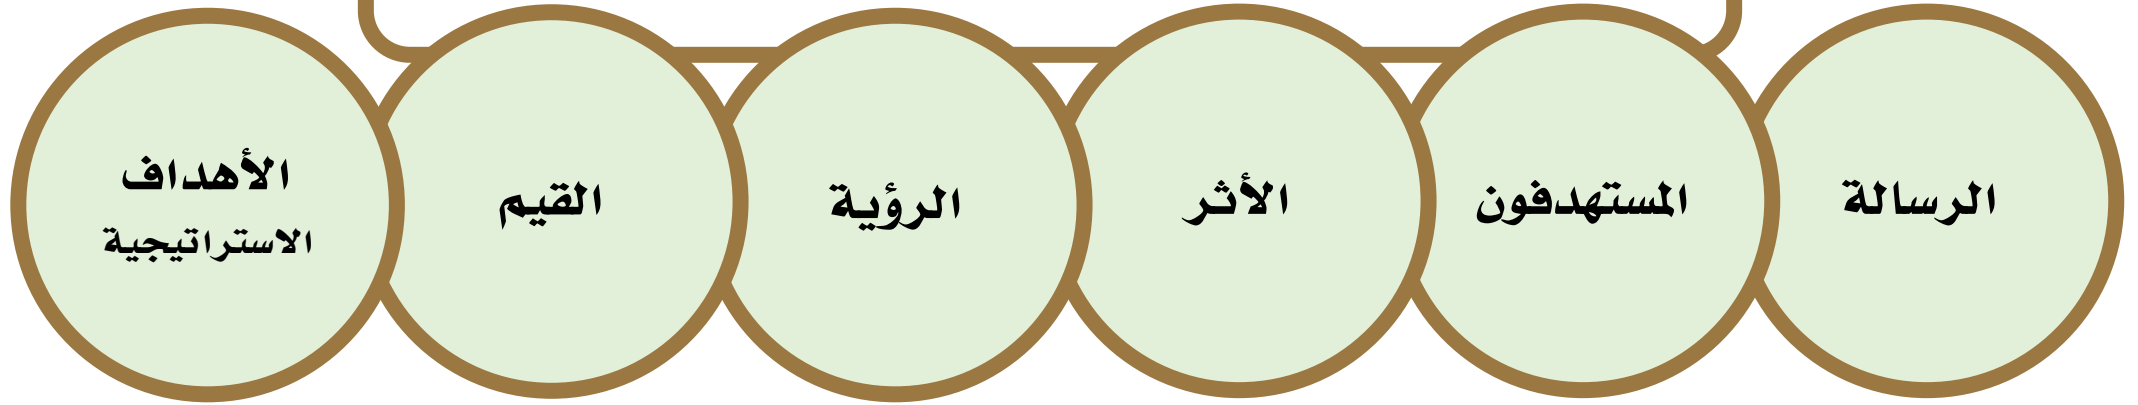 الرسالة
المستهدفون
الأثر
الرؤية
القيم
الأهداف
الاستراتيجية